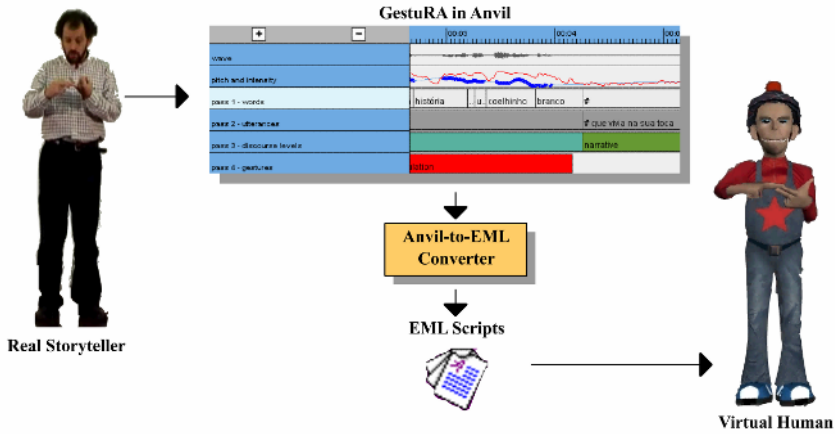 GestuRA in Anvil
+ −
00:03 00:04 00:0
wave
pitch and intensity
pass 1 - words história u. coelhinho branco #
pass 2 - utterances # que vivia na sua toca
pass 3 - discourse levels narrative
pass 4 - gestures
Anvil-to-EML
Converter
EML Scripts
Real Storyteller
Virtual Human